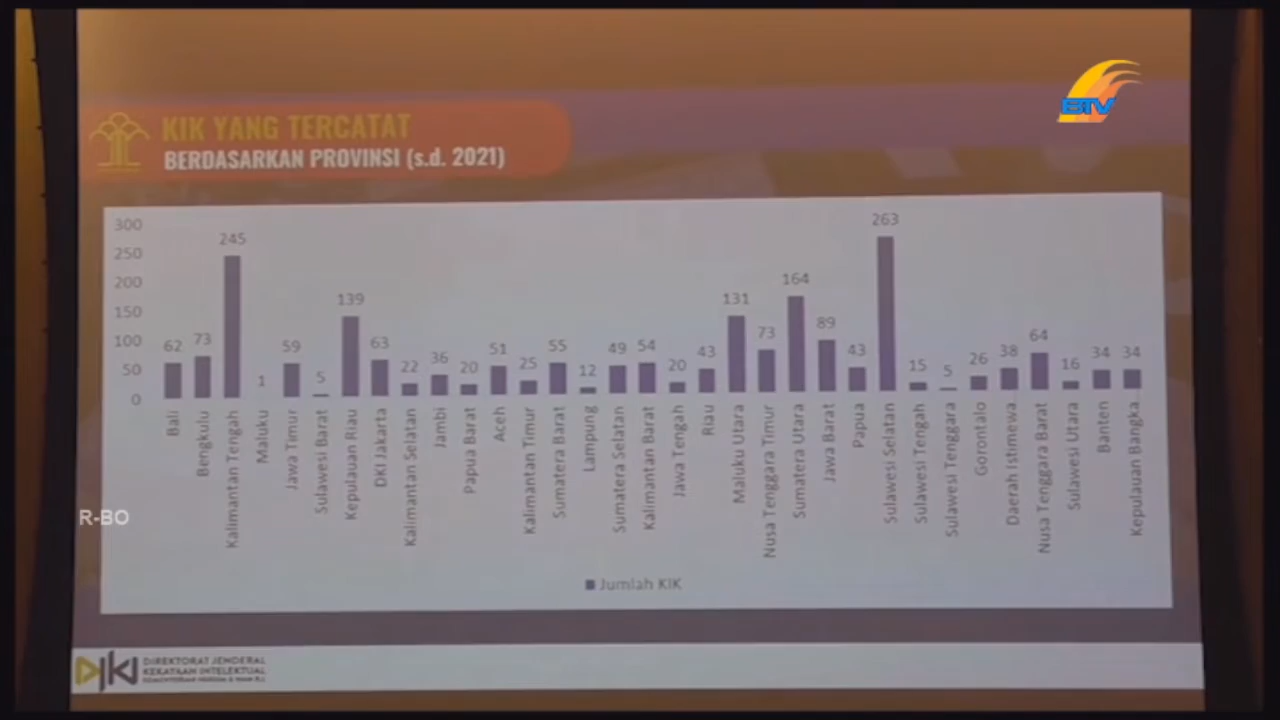 BTV
KIK YANG TERCATAT
BERDASARKAN PROVINSI (s.d. 2021)
300
250
200
150
100
50
0
62
73
245
1
59
5
139
63
22
36
20
51
25
55
12
49
54
20
43
131
73
164
89
43
263
15
5
26
38
64
16
34
34
Bali
Bengkulu
Kalimantan Tengah
Maluku
Jawa Timur
Sulawesi Barat
Kepulauan Riau
DKI Jakarta
Kalimantan Selatan
Jambi
Papua Barat
Aceh
Kalimantan Timur
Sumatera Barat
Lampung
Sumatera Selatan
Kalimantan Barat
Jawa Tengah
Riau
Maluku Utara
Nusa Tenggara Timur
Sumatera Utara
Jawa Barat
Papua
Sulawesi Selatan
Sulawesi Tengah
Sulawesi Tenggara
Gorontalo
Daerah Istimewa
Nusa Tenggara Barat
Sulawesi Utara
Banten
Kepulauan Bangka
R-BO
Jumlah KIK
DJKI
DIREKTORAT JENDERAL
KEKAYAAN INTELEKTUAL